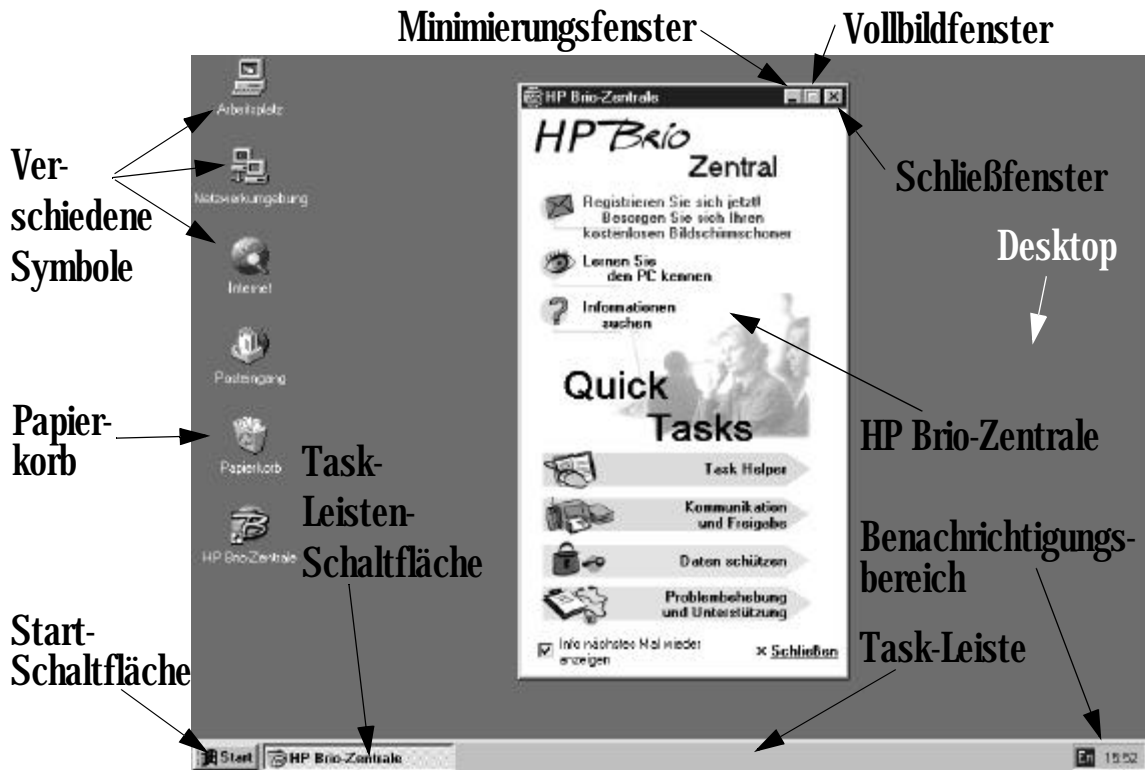 Minimierungsfenster
Vollbildfenster
Arbeitsplatz
HP Brio-Zentrale
HP Brio
Zentral
Ver-
schiedene
Symbole
Netzwerkumgebung
Registrieren Sie sich jetzt!
Besorgen Sie sich Ihren
kostenlosen Bildschirmschoner
Schließfenster
Desktop
Internet
Lernen Sie
den PC kennen
Informationen
suchen
Posteingang
Quick
Tasks
Papier-
korb
Papierkorb
HP Brio-Zentrale
Task-
Leisten-
Schaltfläche
Task Helper
Kommunikation
und Freigabe
HP Brio-Zentrale
Daten schützen
Benachrichtigungs-
bereich
Problembehebung
und Unterstützung
Start-
Schaltfläche
Info nächstes Mal wieder
anzeigen
× Schließen
Task-Leiste
Start
HP Brio-Zentrale
En
15:52